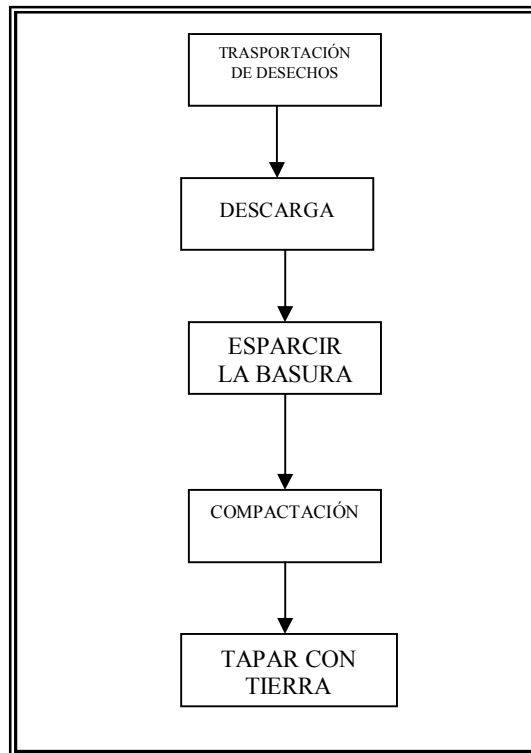 TRASPORTACIÓN
DE DESECHOS
DESCARGA
ESPARCIR
LA BASURA
COMPACTACIÓN
TAPAR CON
TIERRA